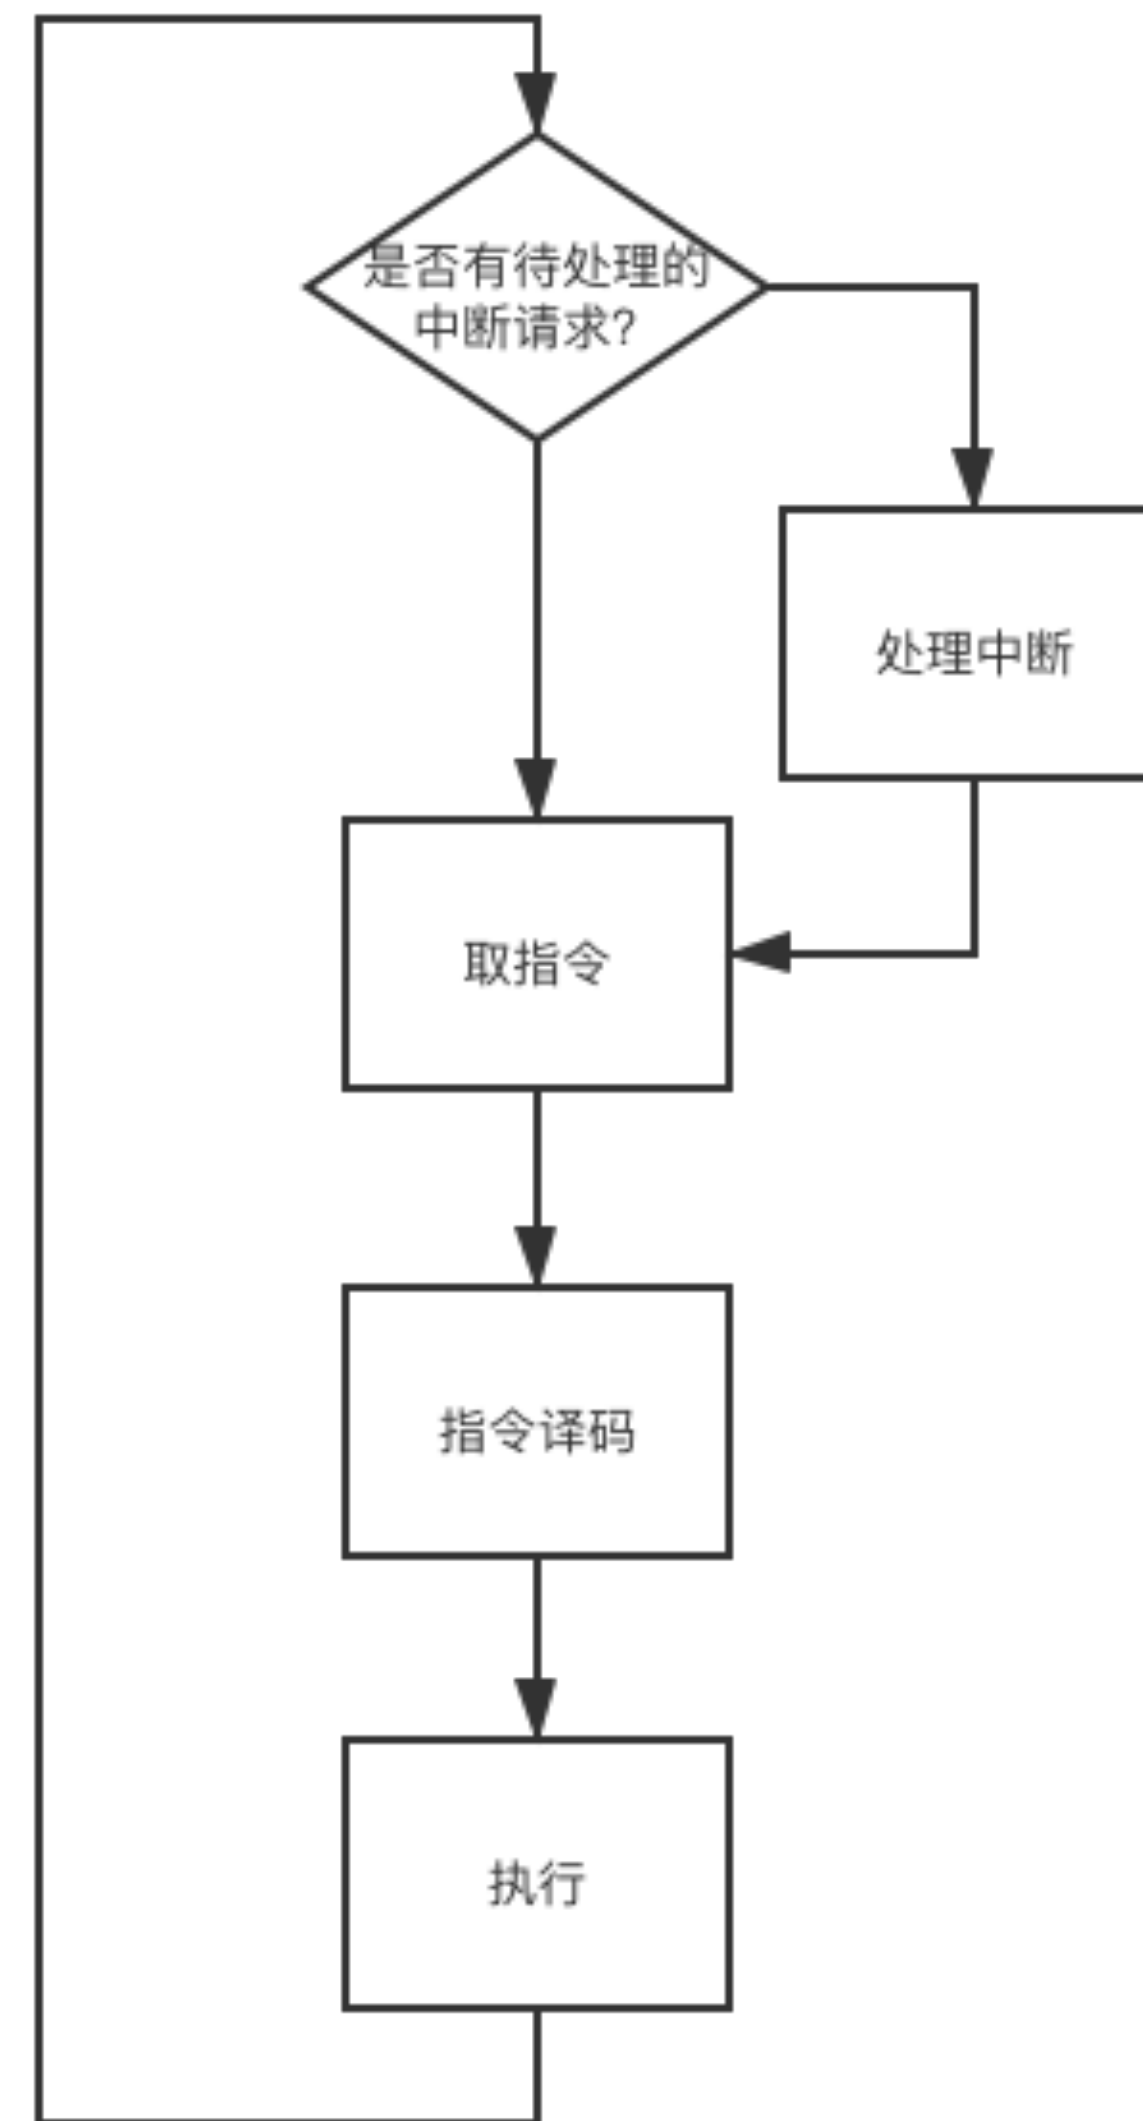 是否有待处理的
中断请求?
处理中断
取指令
指令译码
执行